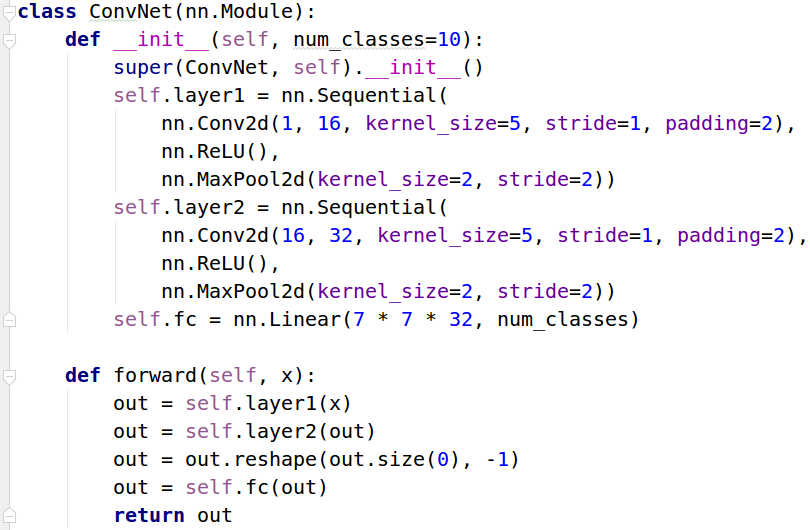 class ConvNet(nn.Module):
    def __init__(self, num_classes=10):
        super(ConvNet, self).__init__()
        self.layer1 = nn.Sequential(
            nn.Conv2d(1, 16, kernel_size=5, stride=1, padding=2),
            nn.ReLU(),
            nn.MaxPool2d(kernel_size=2, stride=2))
        self.layer2 = nn.Sequential(
            nn.Conv2d(16, 32, kernel_size=5, stride=1, padding=2),
            nn.ReLU(),
            nn.MaxPool2d(kernel_size=2, stride=2))
        self.fc = nn.Linear(7 * 7 * 32, num_classes)

    def forward(self, x):
        out = self.layer1(x)
        out = self.layer2(out)
        out = out.reshape(out.size(0), -1)
        out = self.fc(out)
        return out